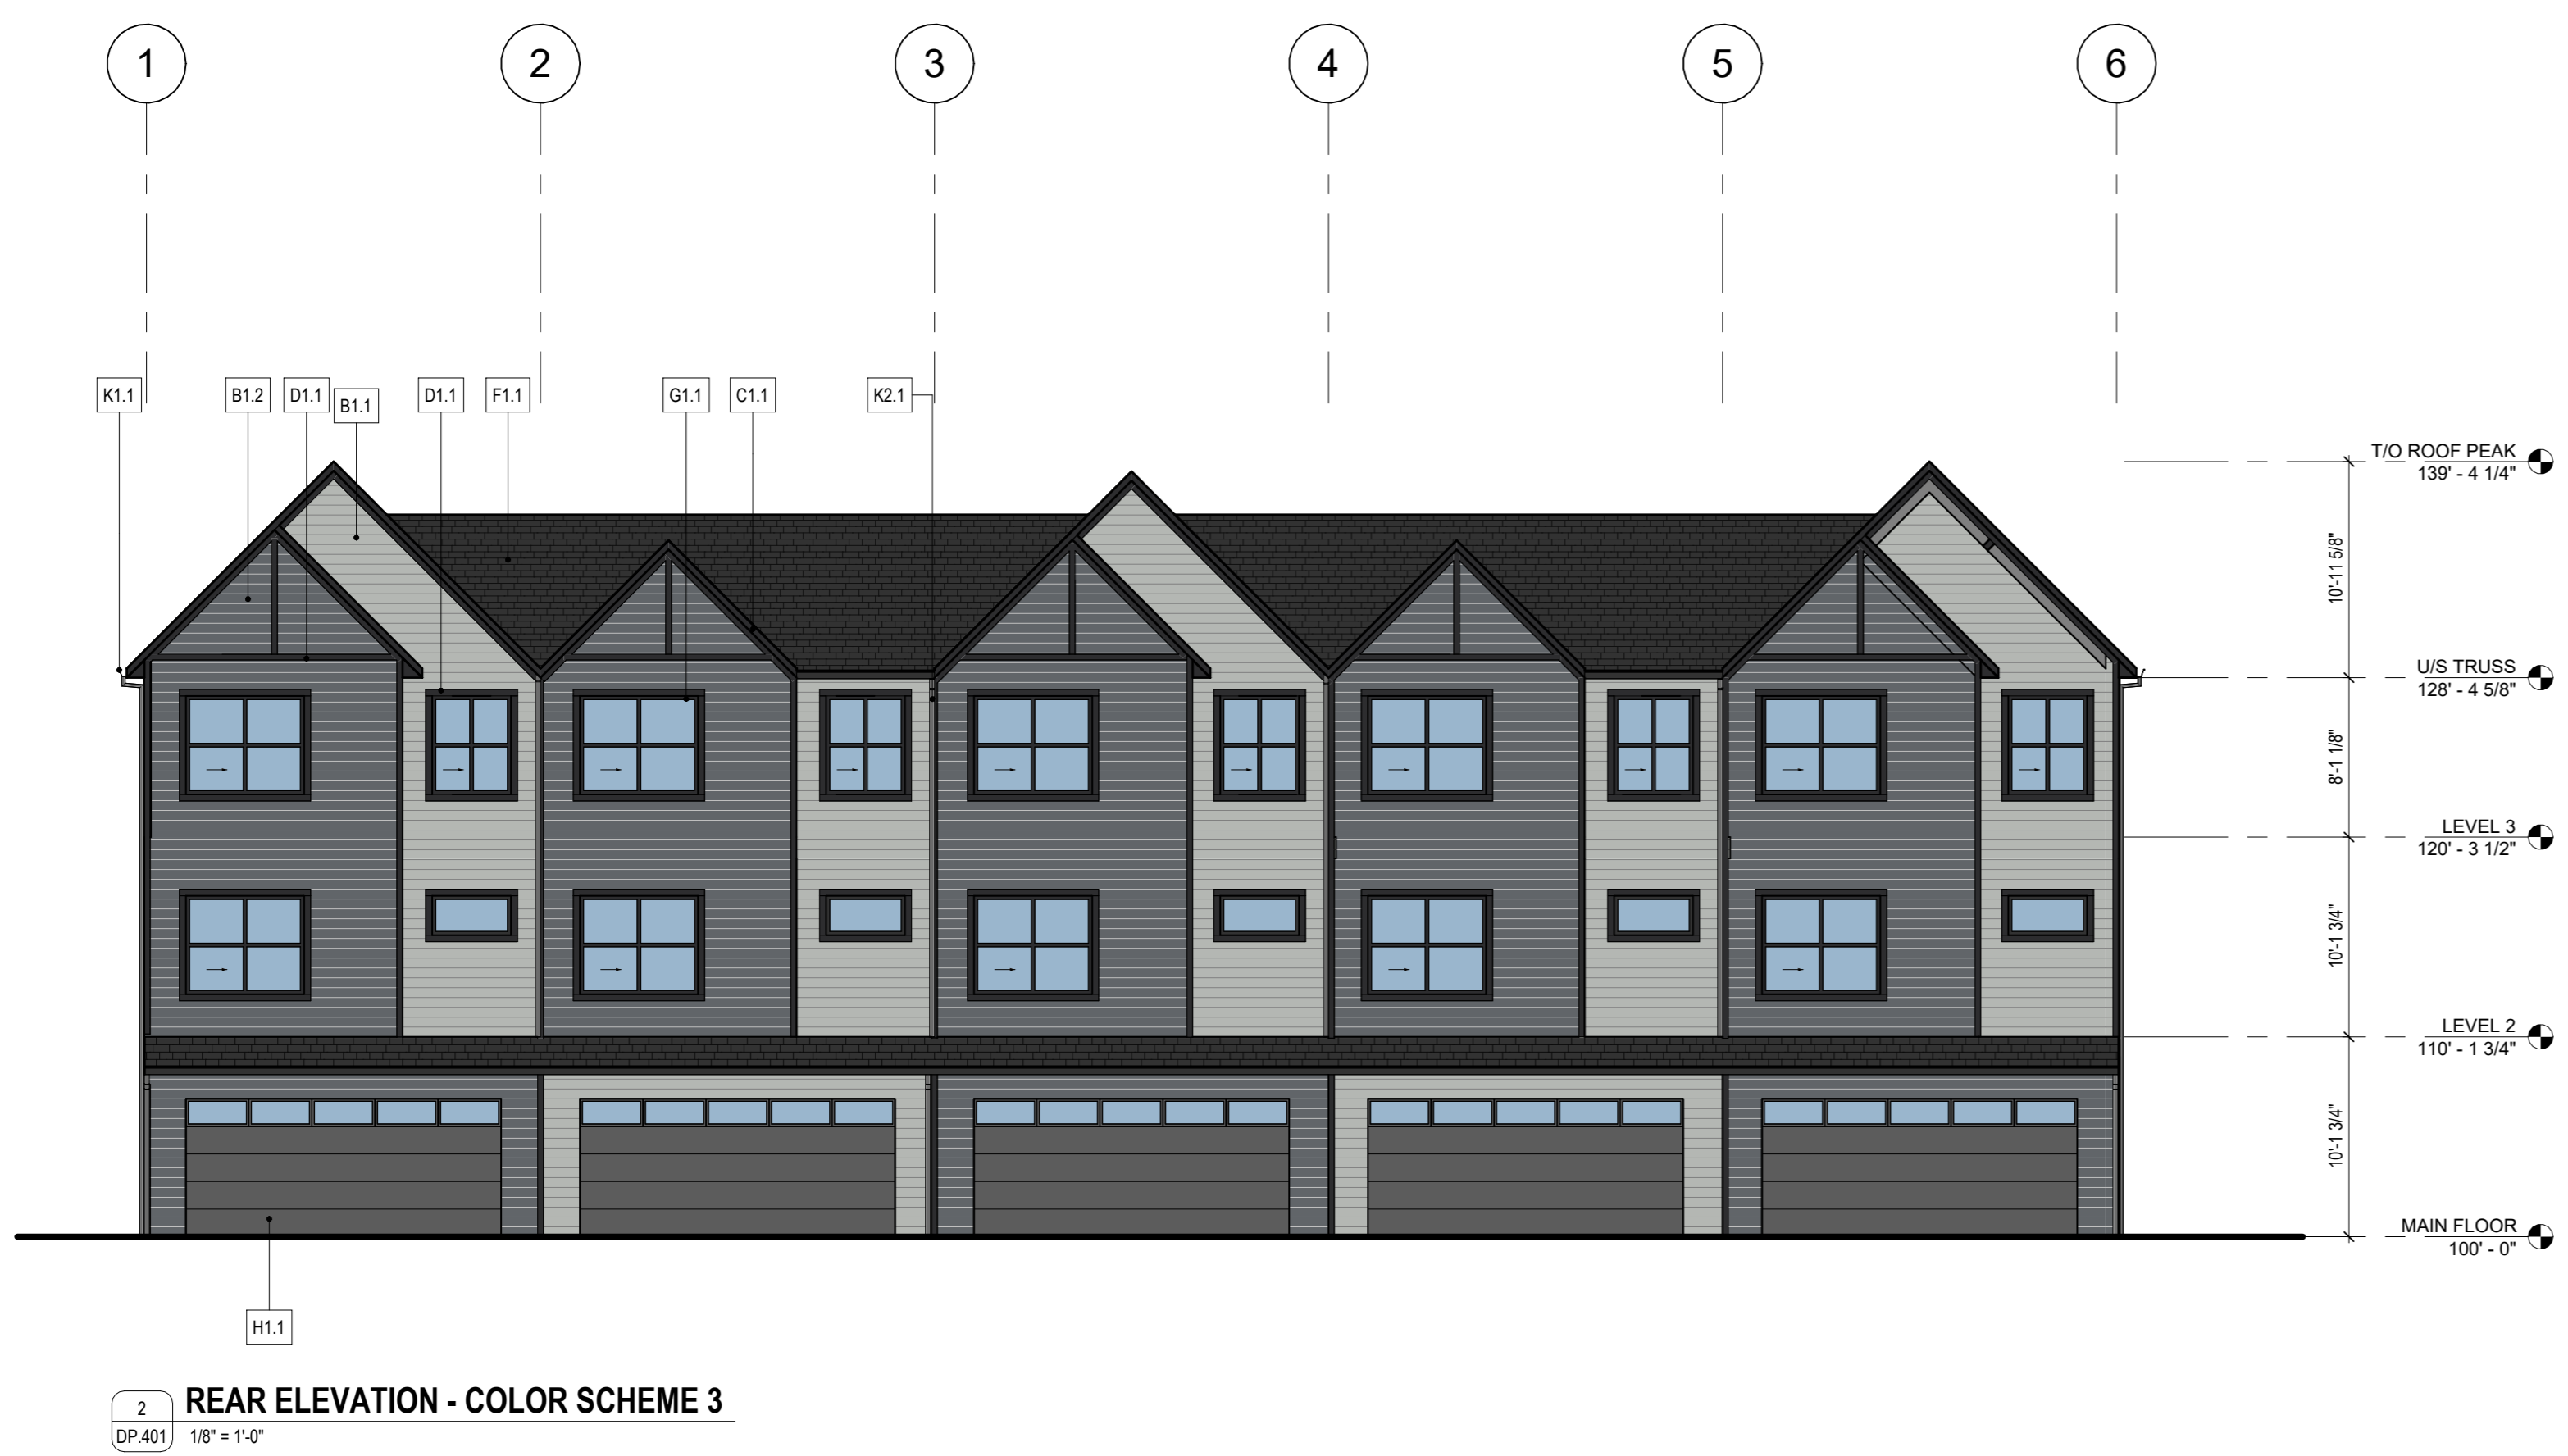 1 2 3 4 5 6
K1.1 B1.2 D1.1 B1.1 D1.1 F1.1 G1.1 C1.1 K2.1
T/O ROOF PEAK
139' - 4 1/4"
10'-11 5/8"
U/S TRUSS
128' - 4 5/8"
8'-1 1/8"
LEVEL 3
120' - 3 1/2"
10'-1 3/4"
LEVEL 2
110' - 1 3/4"
10'-1 3/4"
MAIN FLOOR
100' - 0"
H1.1
2 REAR ELEVATION - COLOR SCHEME 3
DP.401 1/8" = 1'-0"